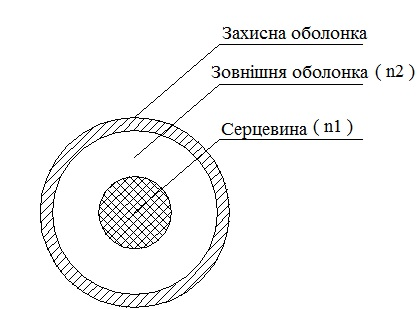 Захисна оболонка
Зовнішня оболонка ( n2 )
Серцевина ( n1 )